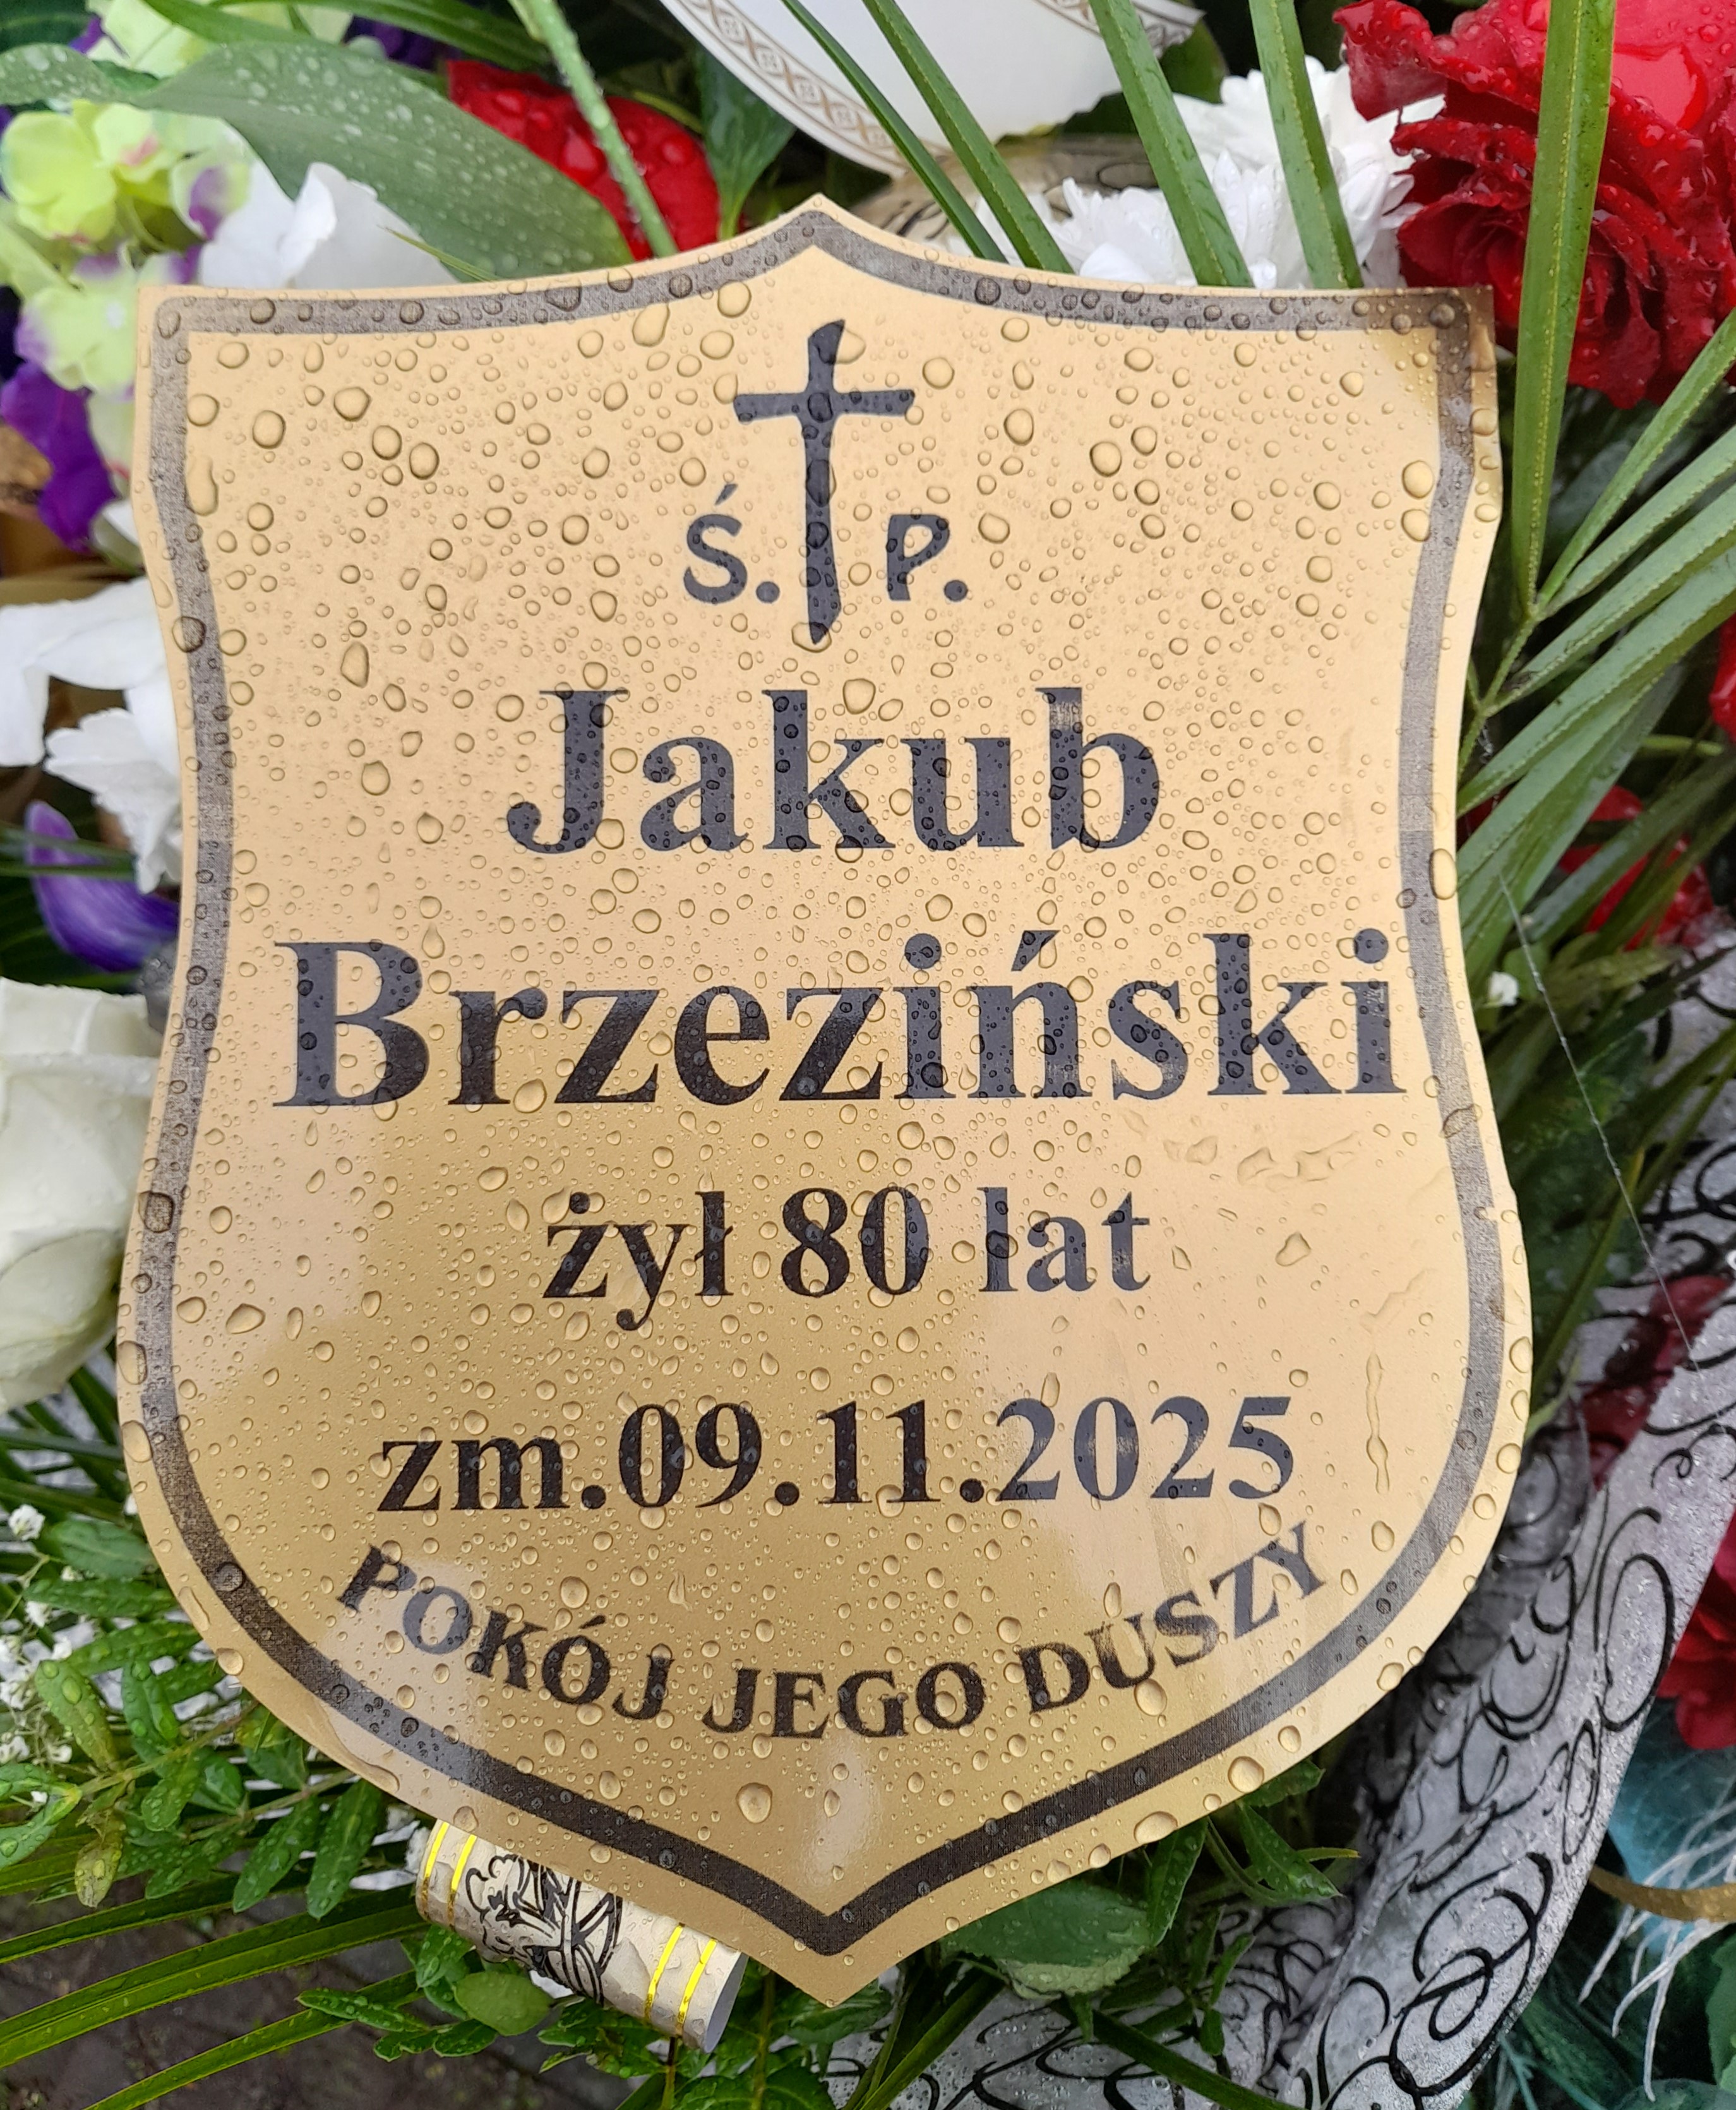 Ś. P.
Jakub
Brzeziński
żył 80 lat
zm.09.11.2025
POKÓJ JEGO DUSZY